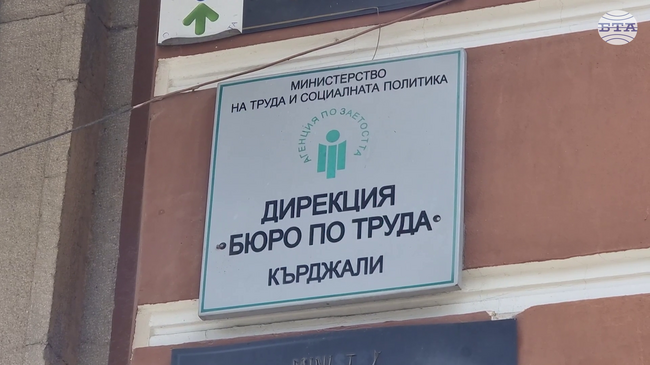 БТА
МИНИСТЕРСТВО
НА ТРУДА И СОЦИАЛНАТА ПОЛИТИКА
АГЕНЦИЯ ПО ЗАЕТОСТТА
ДИРЕКЦИЯ
"БЮРО ПО ТРУДА"
КЪРДЖАЛИ